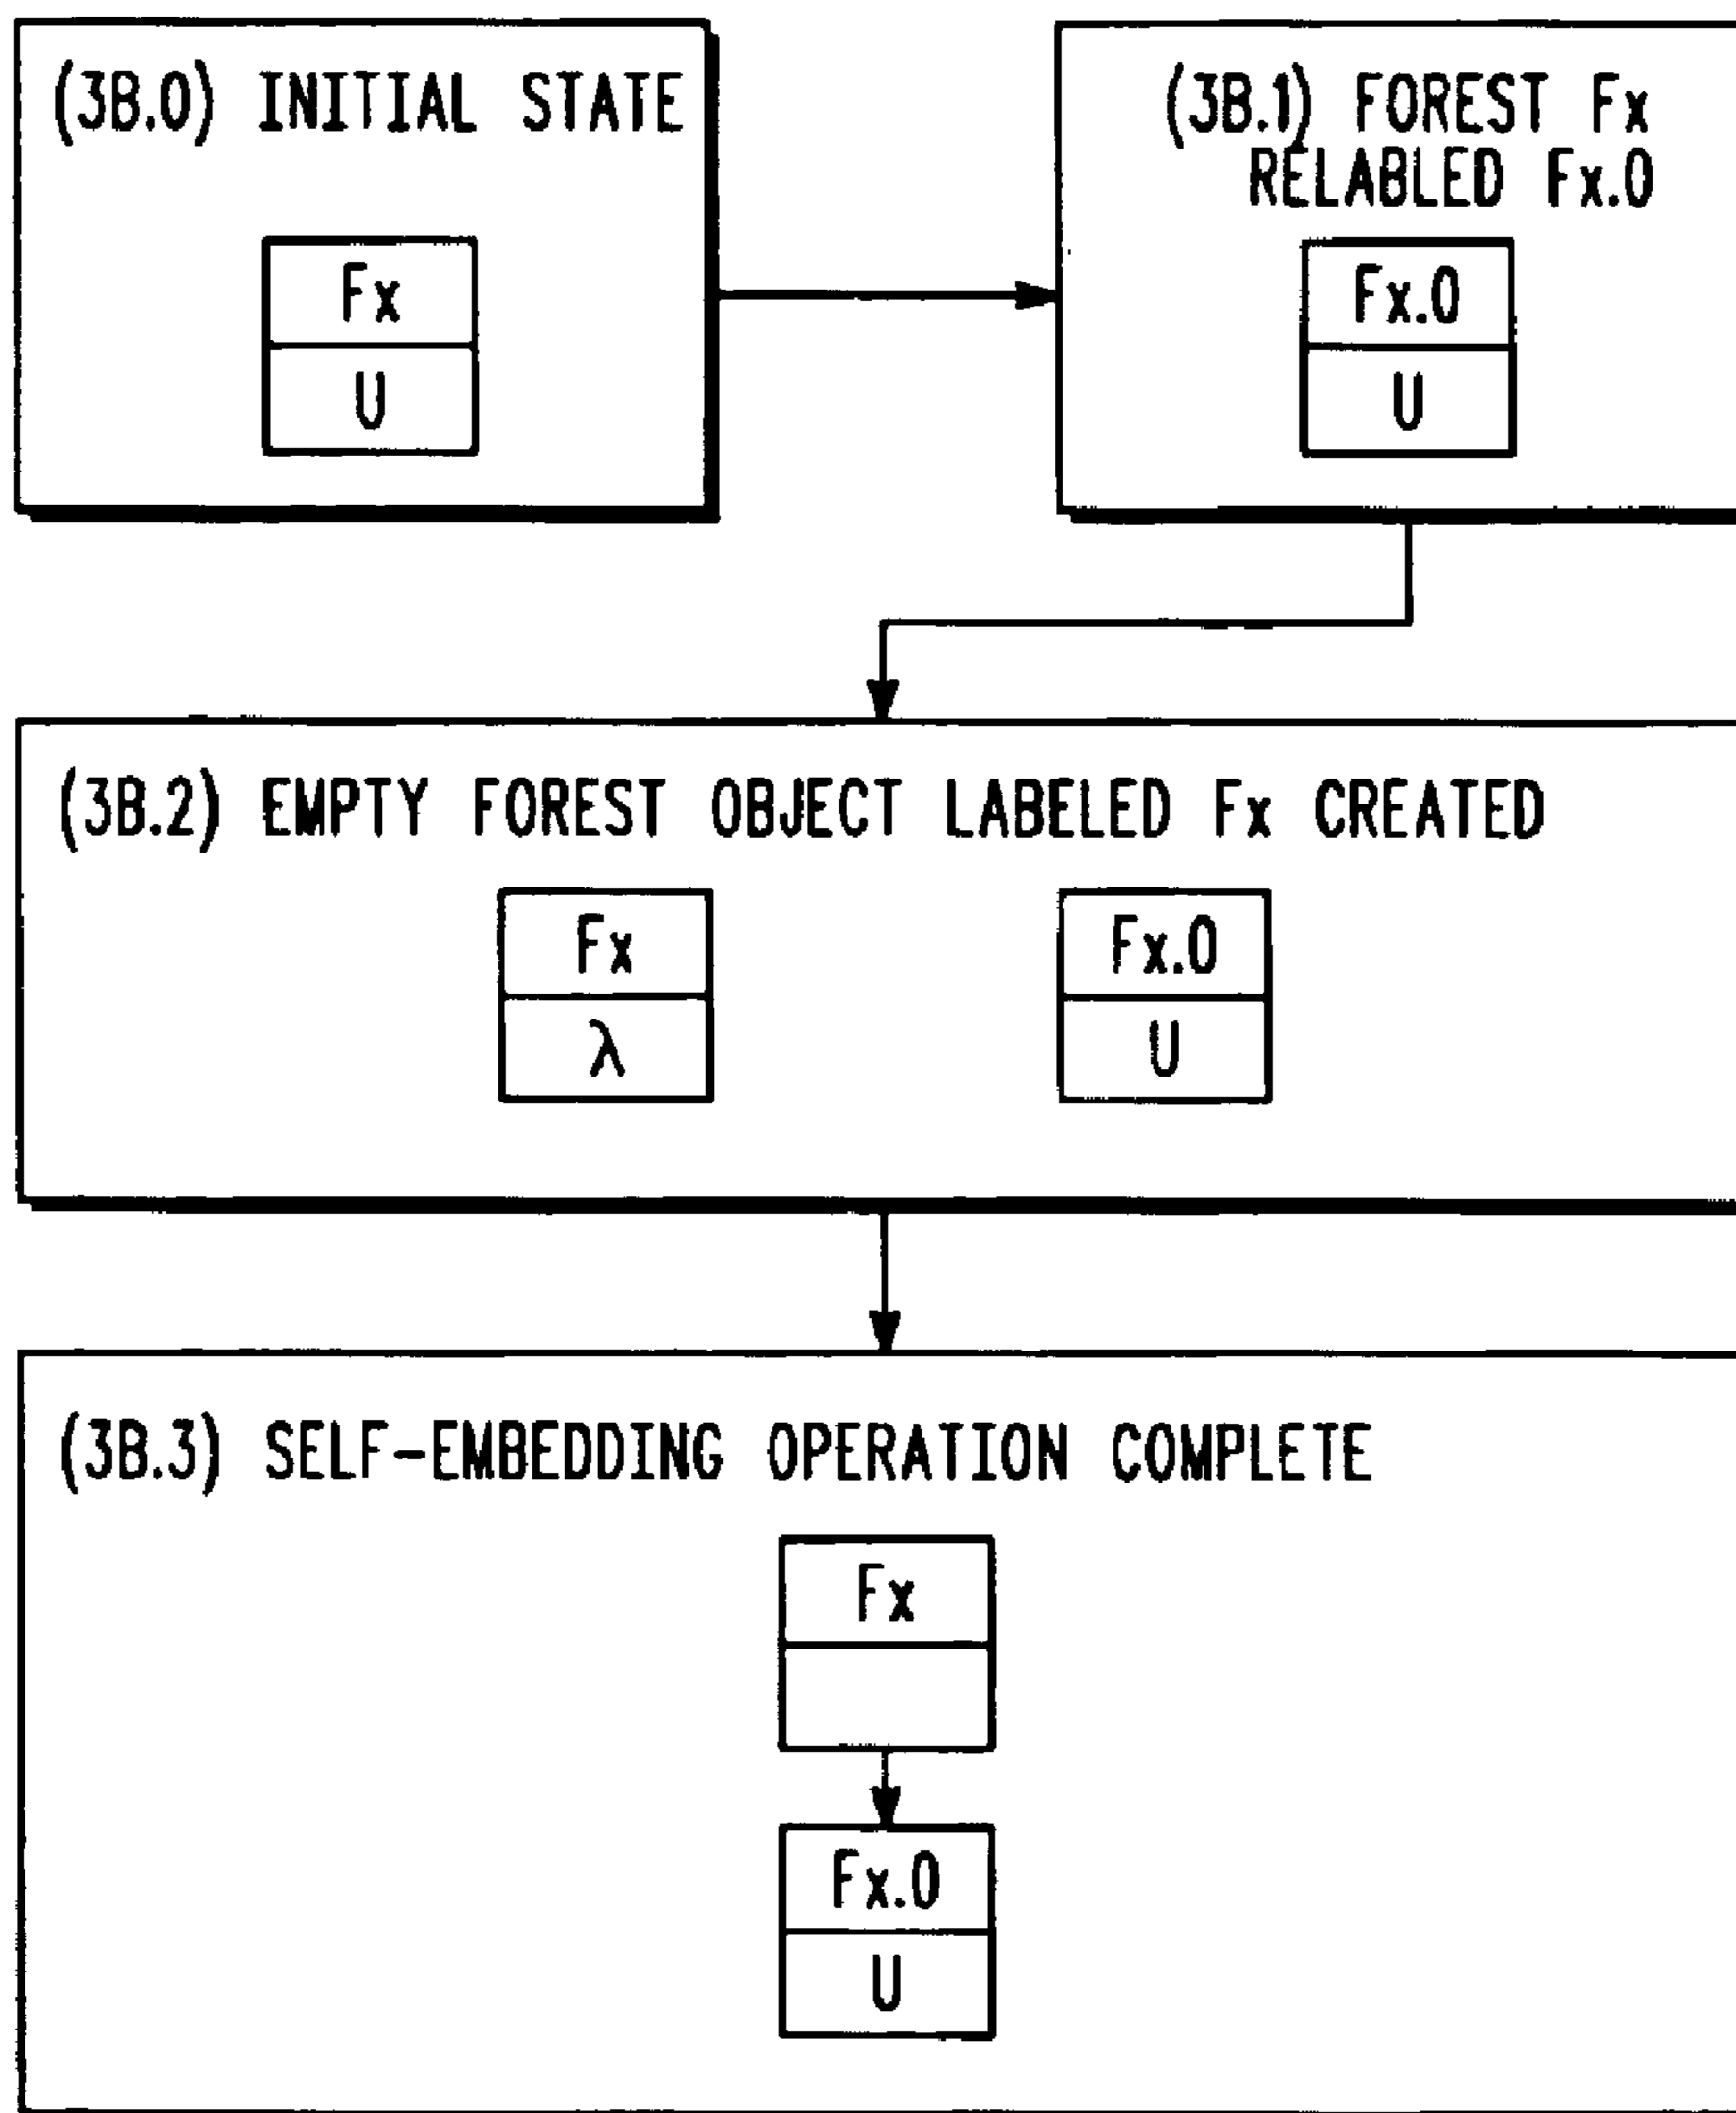 (3B.0) INITIAL STATE
Fx
U
(3B.1) FOREST Fx
RELABLED Fx.0
Fx.0
U
(3B.2) EMPTY FOREST OBJECT LABELED Fx CREATED
Fx
λ
Fx.0
U
(3B.3) SELF-EMBEDDING OPERATION COMPLETE
Fx
Fx.0
U